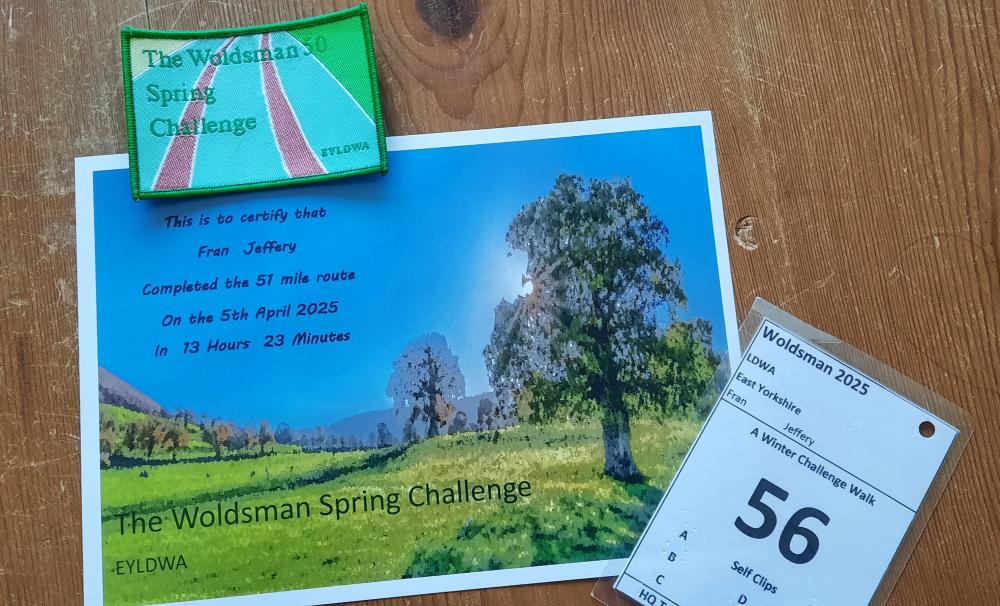 The Woldsman 50
Spring
Challenge
EYLDWA
This is to certify that
Fran Jeffery
Completed the 51 mile route
On the 5th April 2025
In 13 Hours 23 Minutes
The Woldsman Spring Challenge
EYLDWA
Woldsman 2025
LDWA
East Yorkshire
Fran Jeffery
A Winter Challenge Walk
56
Self Clips
A
B
C
D
HQ